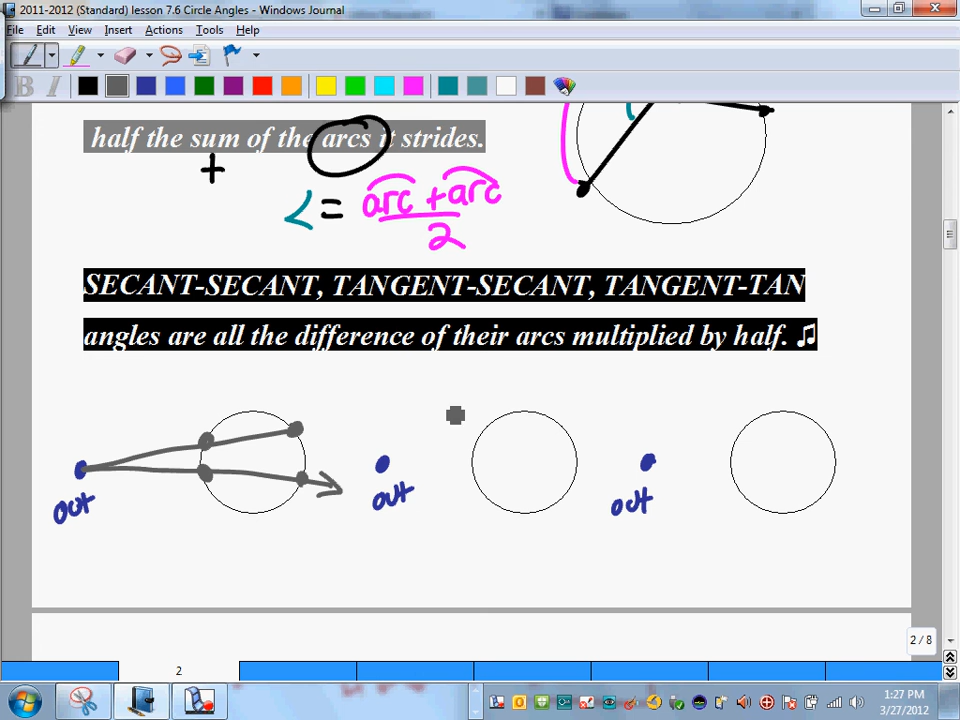 2011-2012 (Standard) lesson 7.6 Circle Angles - Windows Journal
File Edit View Insert Actions Tools Help
B I
half the sum of the arcs it strides.
+
∠ = arc + arc
2
SECANT-SECANT, TANGENT-SECANT, TANGENT-TAN
angles are all the difference of their arcs multiplied by half. ♫
out out out
2 / 8
2
1:27 PM
3/27/2012